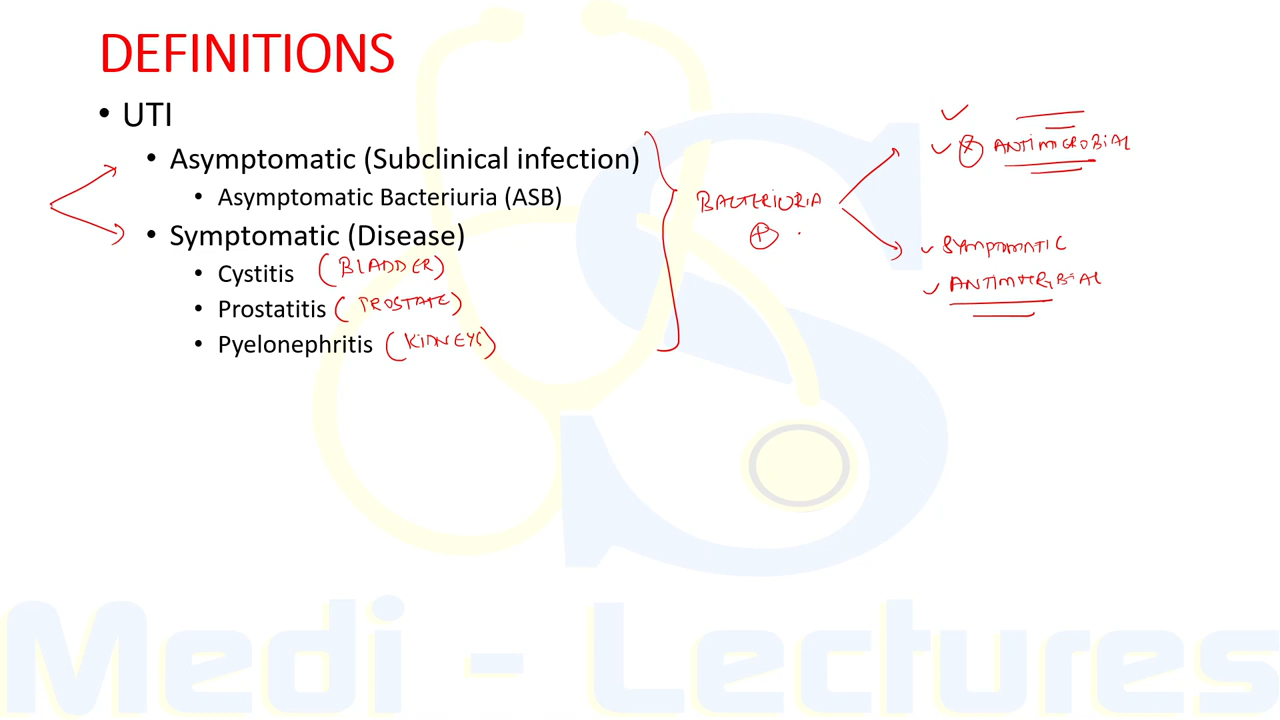 DEFINITIONS
• UTI
• Asymptomatic (Subclinical infection)
• Asymptomatic Bacteriuria (ASB)
• Symptomatic (Disease)
• Cystitis (BLADDER)
• Prostatitis (PROSTATE)
• Pyelonephritis (KIDNEYS)
BACTERIURIA
+
ANTIMICROBIAL
SYMPTOMATIC
ANTIMICROBIAL
Medi - Lectures